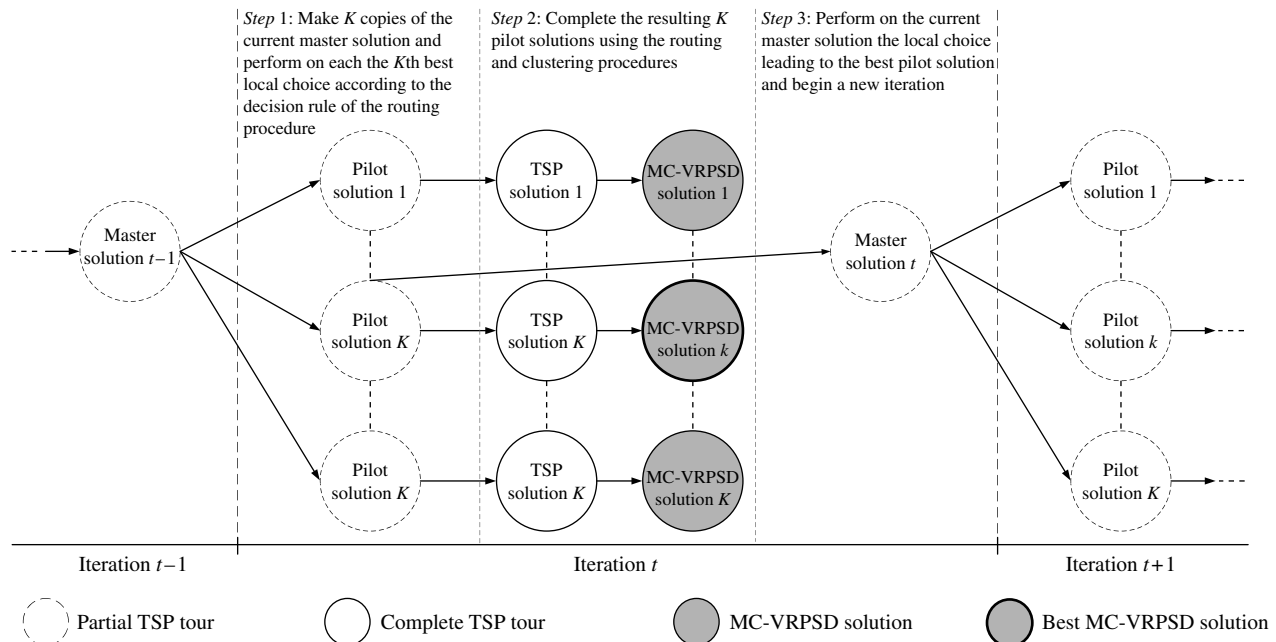 Step 1: Make K copies of the
current master solution and
perform on each the Kth best
local choice according to the
decision rule of the routing
procedure
Step 2: Complete the resulting K
pilot solutions using the routing
and clustering procedures
Step 3: Perform on the current
master solution the local choice
leading to the best pilot solution
and begin a new iteration
Pilot
solution 1
TSP
solution 1
MC-VRPSD
solution 1
Pilot
solution 1
Master
solution t–1
Master
solution t
Pilot
solution K
TSP
solution K
MC-VRPSD
solution k
Pilot
solution k
Pilot
solution K
TSP
solution K
MC-VRPSD
solution K
Pilot
solution K
Iteration t–1
Iteration t
Iteration t+1
Partial TSP tour
Complete TSP tour
MC-VRPSD solution
Best MC-VRPSD solution